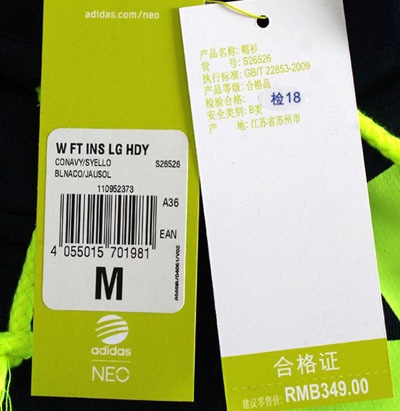 adidas.com/neo
W FT INS LG HDY
CONAVY/SYELLO S26526
BLNACO/JAUSOL
110952373
A36
EAN
4 055015 701981
M
adidas
NEO
产品名称: 帽衫
货 号: S26526
执行标准: GB/T 22853-2009
产品等级: 合格品
检验合格: 检18
安全类别: B类
产 地: 江苏省苏州市
合格证
建议零售价: RMB349.00